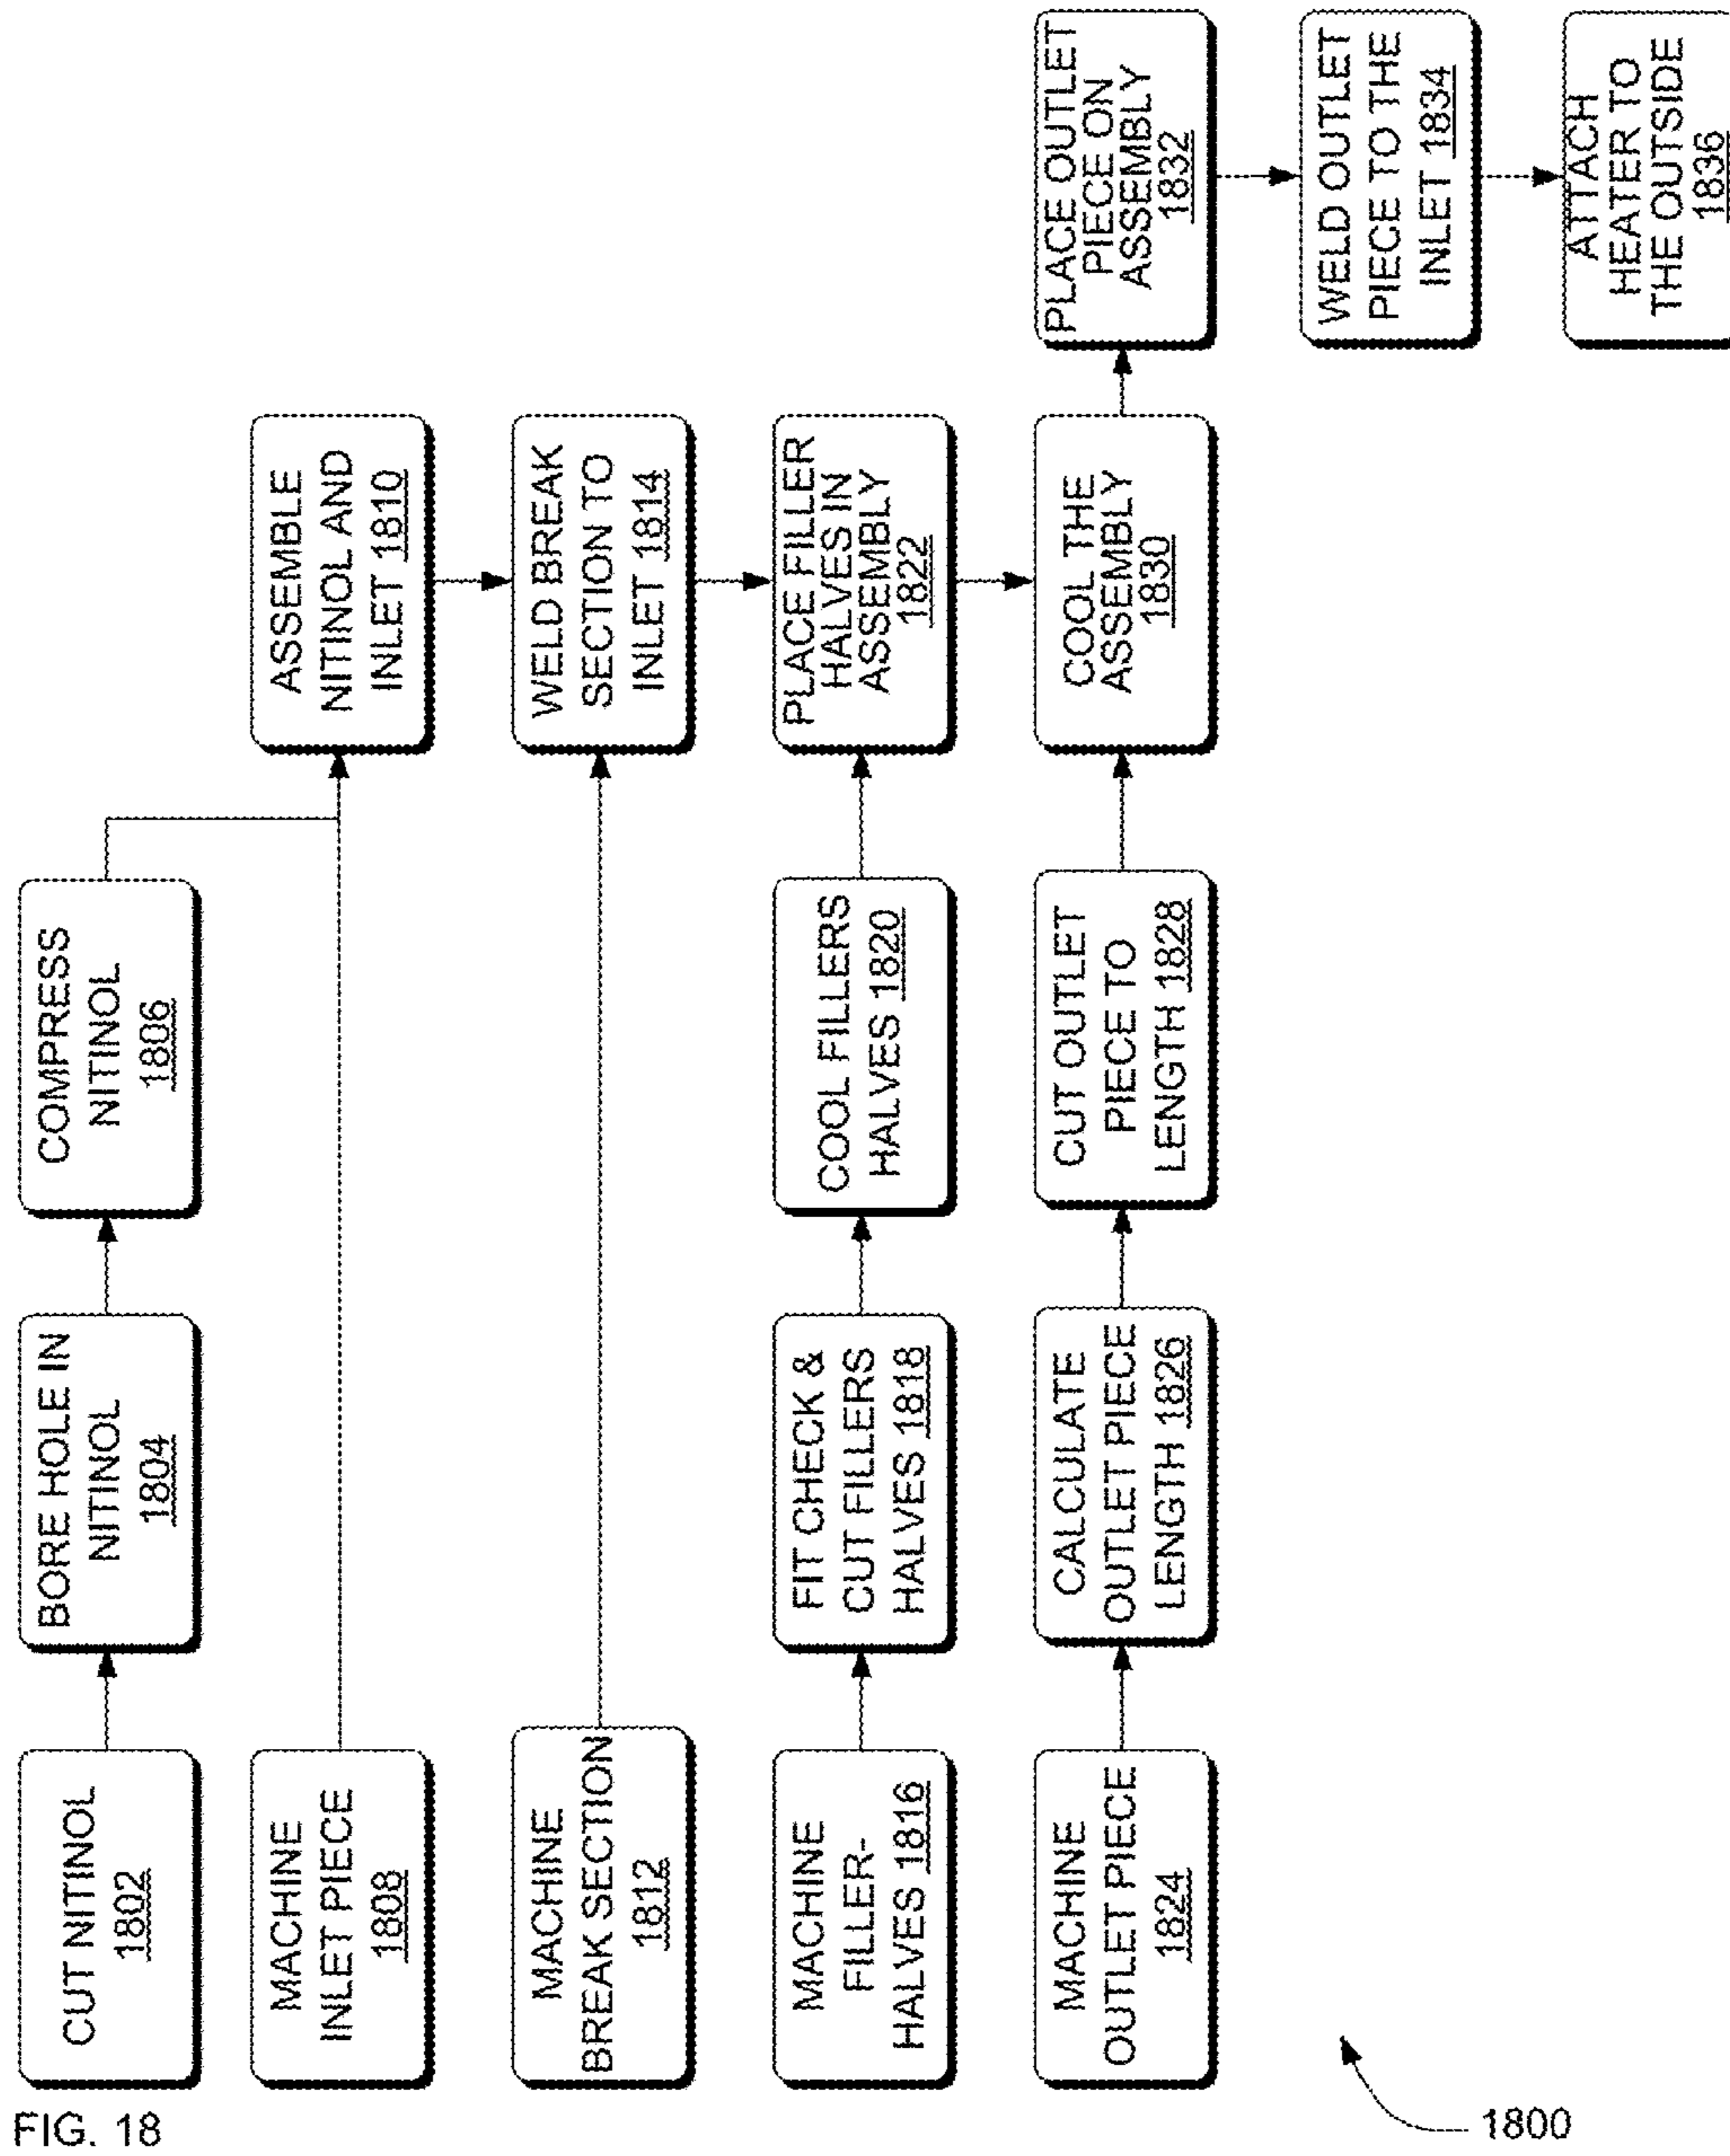 CUT NITINOL
1802
BORE HOLE IN
NITINOL
1804
COMPRESS
NITINOL
1806
MACHINE
INLET PIECE
1808
ASSEMBLE
NITINOL AND
INLET 1810
MACHINE
BREAK SECTION
1812
WELD BREAK
SECTION TO
INLET 1814
MACHINE
FILLER-
HALVES 1816
FIT CHECK &
CUT FILLERS
HALVES 1818
COOL FILLERS
HALVES 1820
PLACE FILLER
HALVES IN
ASSEMBLY
1822
MACHINE
OUTLET PIECE
1824
CALCULATE
OUTLET PIECE
LENGTH 1826
CUT OUTLET
PIECE TO
LENGTH 1828
COOL THE
ASSEMBLY
1830
PLACE OUTLET
PIECE ON
ASSEMBLY
1832
WELD OUTLET
PIECE TO THE
INLET 1834
ATTACH
HEATER TO
THE OUTSIDE
1836
FIG. 18
1800